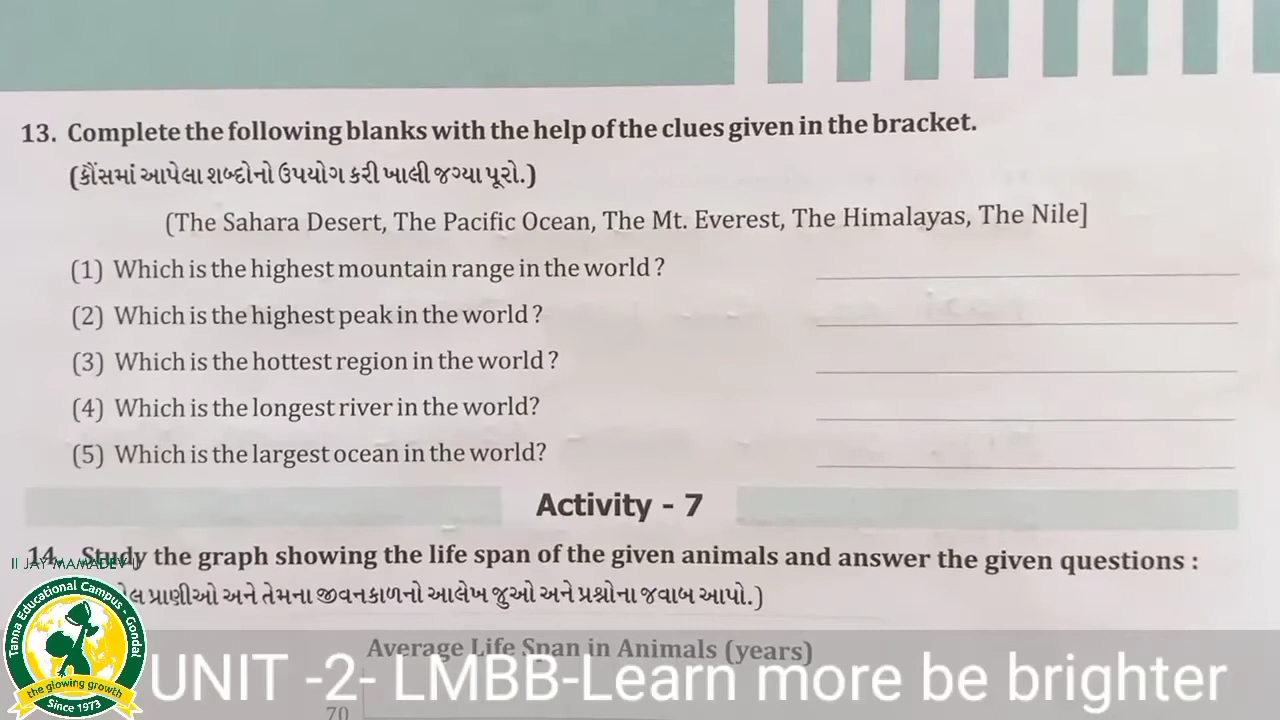 13. Complete the following blanks with the help of the clues given in the bracket.
(કૌંસમાં આપેલા શબ્દોનો ઉપયોગ કરી ખાલી જગ્યા પૂરો.)
(The Sahara Desert, The Pacific Ocean, The Mt. Everest, The Himalayas, The Nile]
(1) Which is the highest mountain range in the world ?
(2) Which is the highest peak in the world ?
(3) Which is the hottest region in the world ?
(4) Which is the longest river in the world?
(5) Which is the largest ocean in the world?
Activity - 7
14. Study the graph showing the life span of the given animals and answer the given questions :
|| JAY MAMADEV ||
પ્રાણીઓ અને તેમના જીવનકાળનો આલેખ જુઓ અને પ્રશ્નોના જવાબ આપો.)
Tanna Educational Campus - Gondal
the glowing growth
Since 1973
Average Life Span in Animals (years)
UNIT -2- LMBB-Learn more be brighter
70